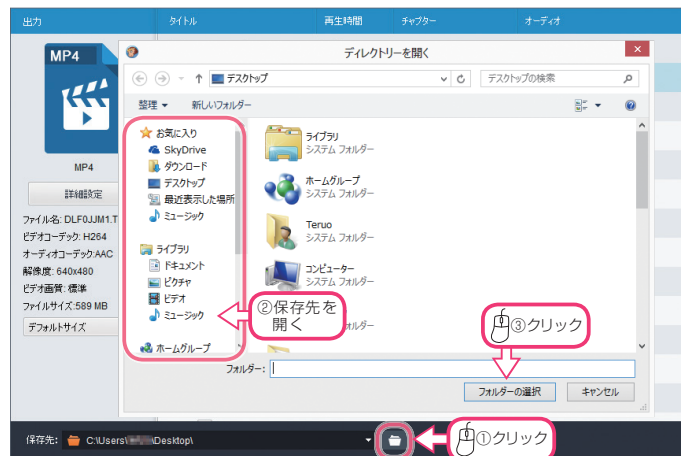 出力
タイトル 再生時間 チャプター オーディオ
MP4
MP4
詳細設定
ファイル名: DLF0JJM1.T
ビデオコーデック: H264
オーディオコーデック:AAC
解像度: 640x480
ビデオ画質: 標準
ファイルサイズ:589 MB
デフォルトサイズ
ディレクトリーを開く
デスクトップ
デスクトップの検索
整理 新しいフォルダー
お気に入り
SkyDrive
ダウンロード
デスクトップ
最近表示した場所
ミュージック
ライブラリ
ドキュメント
ピクチャ
ビデオ
ミュージック
ホームグループ
ライブラリ
システム フォルダー
ホームグループ
システム フォルダー
Teruo
システム フォルダー
コンピューター
システム フォルダー
フォルダー
②保存先を
開く
③クリック
フォルダー:
フォルダーの選択 キャンセル
保存先: C:\Users\ \Desktop\
①クリック